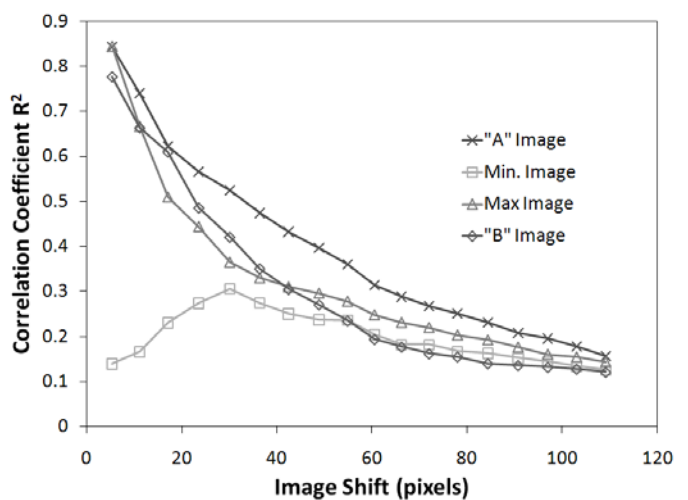 0.9
0.8
0.7
0.6
0.5
0.4
0.3
0.2
0.1
0
Correlation Coefficient R²
"A" Image
Min. Image
Max Image
"B" Image
0 20 40 60 80 100 120
Image Shift (pixels)